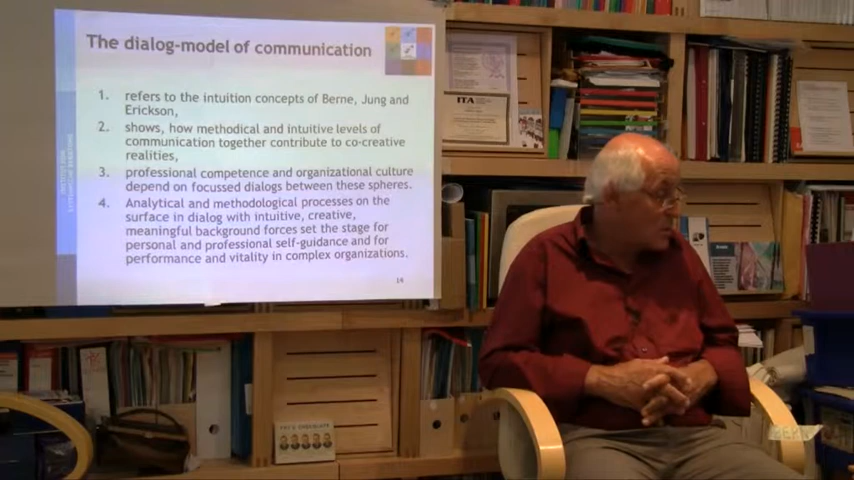 The dialog-model of communication
1. refers to the intuition concepts of Berne, Jung and
Erickson,
2. shows, how methodical and intuitive levels of
communication together contribute to co-creative
realities,
3. professional competence and organizational culture
depend on focussed dialogs between these spheres.
4. Analytical and methodological processes on the
surface in dialog with intuitive, creative,
meaningful background forces set the stage for
personal and professional self-guidance and for
performance and vitality in complex organizations.
14
ITA